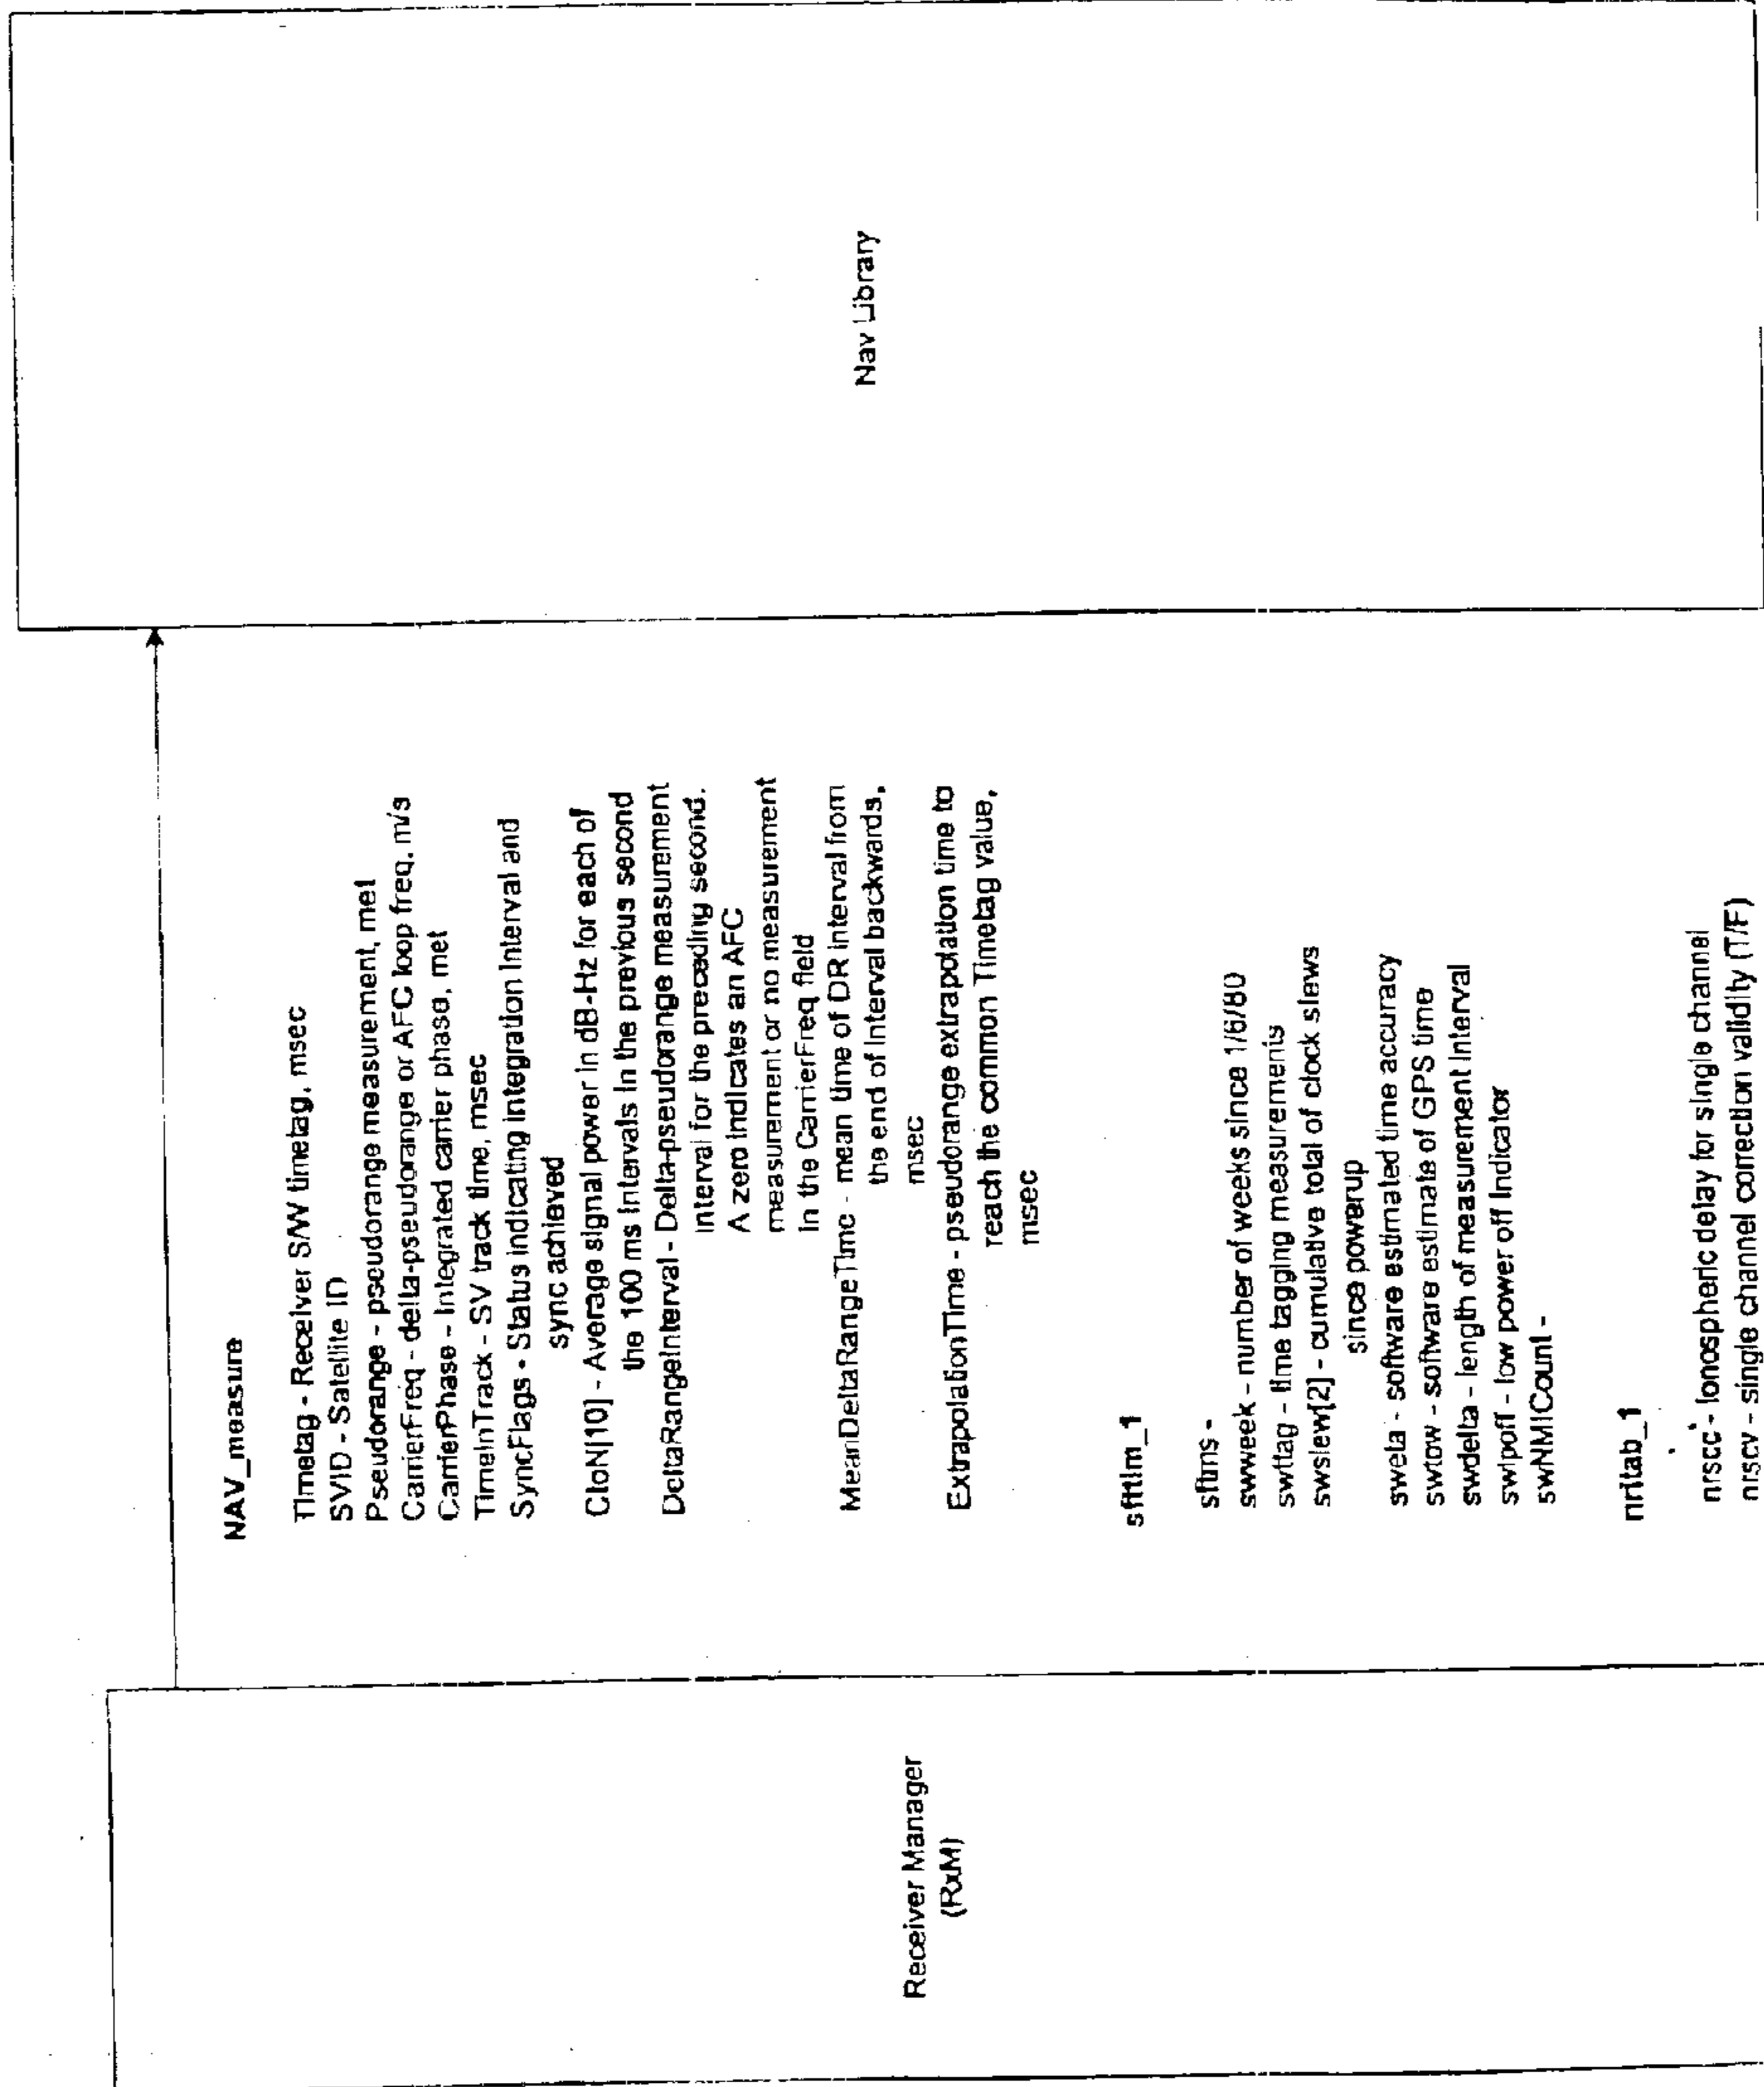 Receiver Manager
(RxM)
NAV_measure
Timetag - Receiver S/W timetag, msec
SVID - Satellite ID
Pseudorange - pseudorange measurement, met
CarrierFreq - delta-pseudorange or AFC loop freq, m/s
CarrierPhase - Integrated carrier phase, met
TimeInTrack - SV track time, msec
SyncFlags - Status indicating integration Interval and
sync achieved
CtoN[10] - Average signal power in dB-Hz for each of
the 100 ms intervals in the previous second
DeltaRangeInterval - Delta-pseudorange measurement
interval for the preceding second.
A zero indicates an AFC
measurement or no measurement
in the CarrierFreq field
MeanDeltaRangeTime - mean time of DR interval from
the end of interval backwards,
msec
ExtrapolationTime - pseudorange extrapolation time to
reach the common Timetag value,
msec
sfttim_1
sftms -
swweek - number of weeks since 1/6/80
swttag - time tagging measurements
swslew[2] - cumulative total of clock slews
since powerup
sweta - software estimated time accuracy
swtow - software estimate of GPS time
swdelta - length of measurement Interval
swlpoff - low power off Indicator
swNMICount -
nritab_1
nrscc - Ionospheric delay for single channel
nrscv - single channel correction validity (T/F)
Nav Library